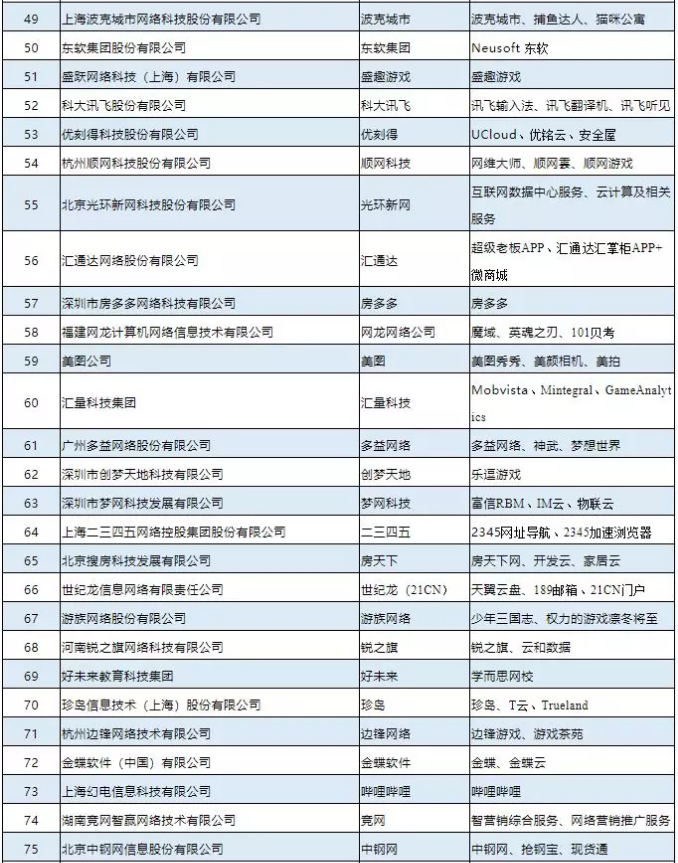 49 上海波克城市网络科技股份有限公司 波克城市 波克城市、捕鱼达人、猫咪公寓
50 东软集团股份有限公司 东软集团 Neusoft 东软
51 盛趺网络科技（上海）有限公司 盛趣游戏 盛趣游戏
52 科大讯飞股份有限公司 科大讯飞 讯飞输入法、讯飞翻译机、讯飞听见
53 优刻得科技股份有限公司 优刻得 UCloud、优铭云、安全屋
54 杭州顺网科技股份有限公司 顺网科技 网维大师、顺网雲、顺网游戏
55 北京光环新网科技股份有限公司 光环新网 互联网数据中心服务、云计算及相关
服务
56 汇通达网络股份有限公司 汇通达 超级老板APP、汇通达汇掌柜APP+
微商城
57 深圳市房多多网络科技有限公司 房多多 房多多
58 福建网龙计算机网络信息技术有限公司 网龙网络公司 魔域、英魂之刃、101贝考
59 美图公司 美图 美图秀秀、美颜相机、美拍
60 汇量科技集团 汇量科技 Mobvista、Mintegral、GameAnalyt
ics
61 广州多益网络股份有限公司 多益网络 多益网络、神武、梦想世界
62 深圳市创梦天地科技有限公司 创梦天地 乐逗游戏
63 深圳市梦网科技发展有限公司 梦网科技 富信RBM、IM云、物联云
64 上海二三四五网络控股集团股份有限公司 二三四五 2345网址导航、2345加速浏览器
65 北京搜房科技发展有限公司 房天下 房天下网、开发云、家居云
66 世纪龙信息网络有限责任公司 世纪龙（21CN） 天翼云盘、189邮箱、21CN门户
67 游族网络股份有限公司 游族网络 少年三国志、权力的游戏凛冬将至
68 河南锐之旗网络科技有限公司 锐之旗 锐之旗、云和数据
69 好未来教育科技集团 好未来 学而思网校
70 珍岛信息技术（上海）股份有限公司 珍岛 珍岛、T云、Trueland
71 杭州边锋网络技术有限公司 边锋网络 边锋游戏、游戏茶苑
72 金蝶软件（中国）有限公司 金蝶软件 金蝶、金蝶云
73 上海幻电信息科技有限公司 哔哩哔哩 哔哩哔哩
74 湖南竞网智赢网络技术有限公司 竞网 智营销综合服务、网络营销推广服务
75 北京中钢网信息股份有限公司 中钢网 中钢网、抢钢宝、现货通